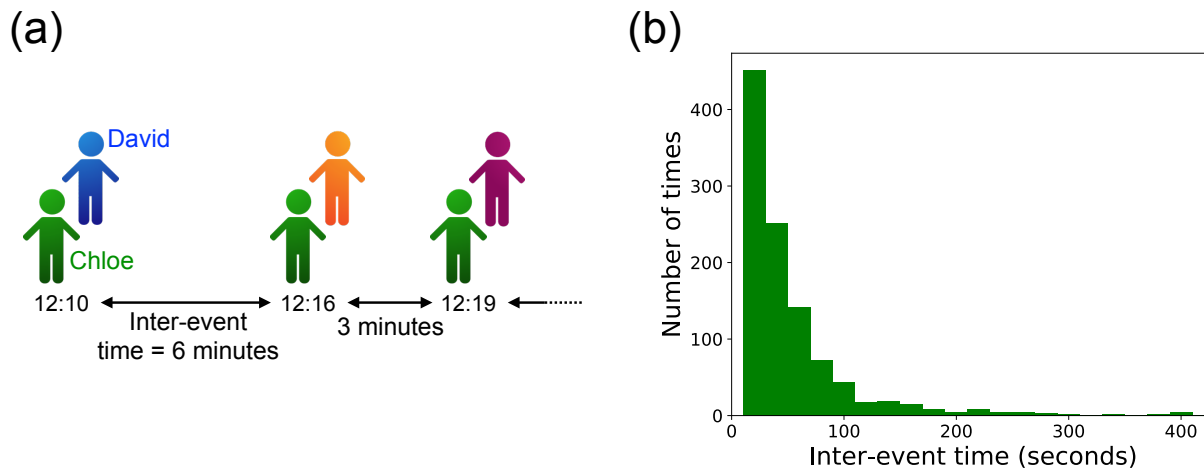 (a)
David
Chloe
12:10
12:16
12:19
Inter-event
time = 6 minutes
3 minutes
(b)
Number of times
400
300
200
100
0
0 100 200 300 400
Inter-event time (seconds)